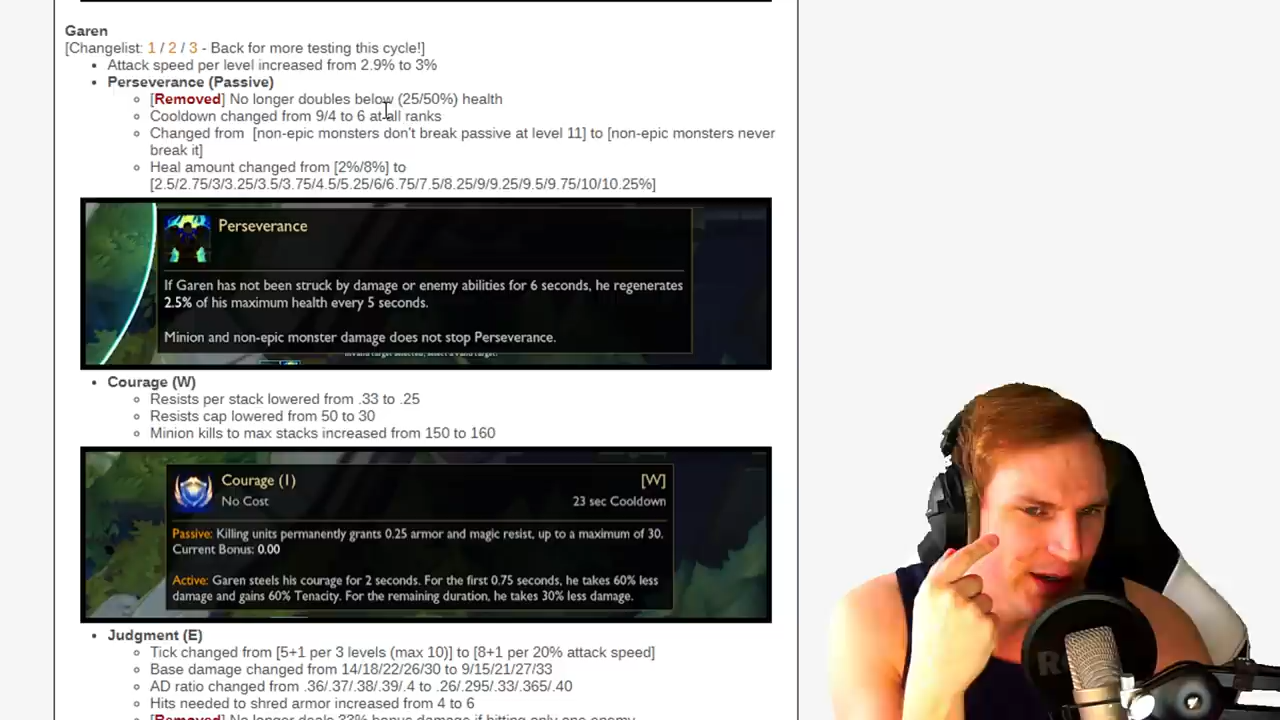 Garen
[Changelist: 1 / 2 / 3 - Back for more testing this cycle!]
• Attack speed per level increased from 2.9% to 3%
• Perseverance (Passive)
◦ [Removed] No longer doubles below (25/50%) health
◦ Cooldown changed from 9/4 to 6 at all ranks
◦ Changed from [non-epic monsters don't break passive at level 11] to [non-epic monsters never
break it]
◦ Heal amount changed from [2%/8%] to
[2.5/2.75/3/3.25/3.5/3.75/4.5/5.25/6/6.75/7.5/8.25/9/9.25/9.5/9.75/10/10.25%]
Perseverance
If Garen has not been struck by damage or enemy abilities for 6 seconds, he regenerates
2.5% of his maximum health every 5 seconds.
Minion and non-epic monster damage does not stop Perseverance.
• Courage (W)
◦ Resists per stack lowered from .33 to .25
◦ Resists cap lowered from 50 to 30
◦ Minion kills to max stacks increased from 150 to 160
Courage (1) [W]
No Cost 23 sec Cooldown
Passive: Killing units permanently grants 0.25 armor and magic resist, up to a maximum of 30.
Current Bonus: 0.00
Active: Garen steels his courage for 2 seconds. For the first 0.75 seconds, he takes 60% less
damage and gains 60% Tenacity. For the remaining duration, he takes 30% less damage.
• Judgment (E)
◦ Tick changed from [5+1 per 3 levels (max 10)] to [8+1 per 20% attack speed]
◦ Base damage changed from 14/18/22/26/30 to 9/15/21/27/33
◦ AD ratio changed from .36/.37/.38/.39/.4 to .26/.295/.33/.365/.40
◦ Hits needed to shred armor increased from 4 to 6
◦ [Removed] No longer deals 33% bonus damage if hitting only one enemy